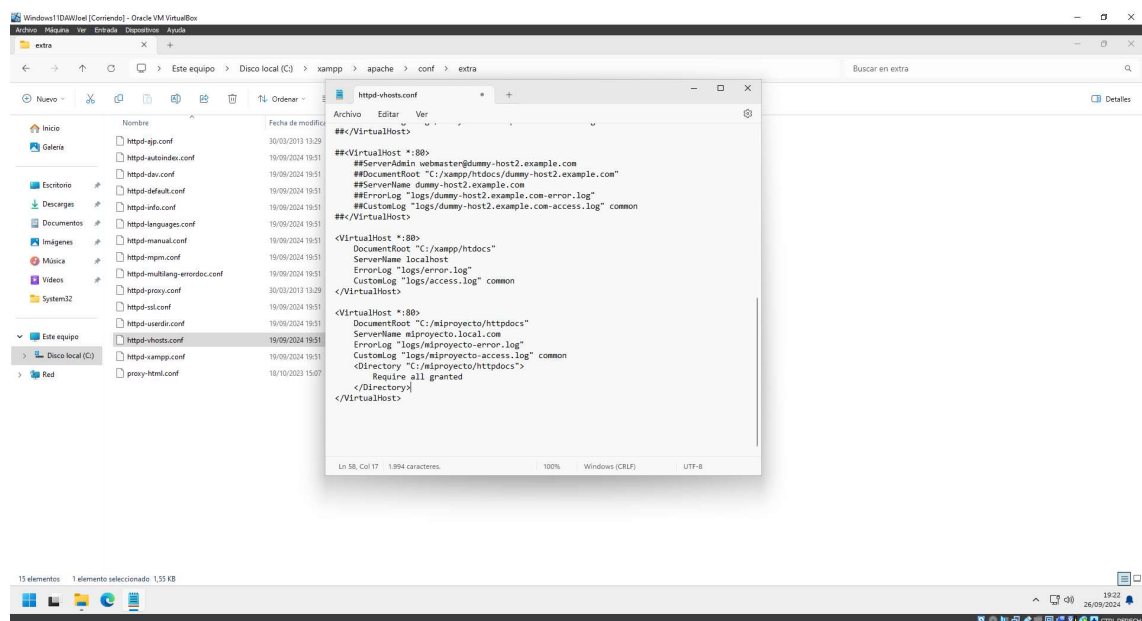 Windows11DAWJoel [Corriendo] - Oracle VM VirtualBox
Archivo Máquina Ver Entrada Dispositivos Ayuda
extra
Este equipo > Disco local (C:) > xampp > apache > conf > extra
Buscar en extra
Nuevo
Ordenar
Detalles
Inicio
Galería
Escritorio
Descargas
Documentos
Imágenes
Música
Vídeos
System32
Este equipo
Disco local (C:)
Red
Nombre Fecha de modific
httpd-ajp.conf 30/03/2013 13:29
httpd-autoindex.conf 19/09/2024 19:51
httpd-dav.conf 19/09/2024 19:51
httpd-default.conf 19/09/2024 19:51
httpd-info.conf 19/09/2024 19:51
httpd-languages.conf 19/09/2024 19:51
httpd-manual.conf 19/09/2024 19:51
httpd-mpm.conf 19/09/2024 19:51
httpd-multilang-errordoc.conf 19/09/2024 19:51
httpd-proxy.conf 30/03/2013 13:29
httpd-ssl.conf 19/09/2024 19:51
httpd-userdir.conf 19/09/2024 19:51
httpd-vhosts.conf 19/09/2024 19:51
httpd-xampp.conf 19/09/2024 19:51
proxy-html.conf 18/10/2023 15:07
httpd-vhosts.conf
Archivo Editar Ver
##</VirtualHost>
##<VirtualHost *:80>
##ServerAdmin webmaster@dummy-host2.example.com
##DocumentRoot "C:/xampp/htdocs/dummy-host2.example.com"
##ServerName dummy-host2.example.com
##ErrorLog "logs/dummy-host2.example.com-error.log"
##CustomLog "logs/dummy-host2.example.com-access.log" common
##</VirtualHost>
<VirtualHost *:80>
DocumentRoot "C:/xampp/htdocs"
ServerName localhost
ErrorLog "logs/error.log"
CustomLog "logs/access.log" common
</VirtualHost>
<VirtualHost *:80>
DocumentRoot "C:/miproyecto/httpdocs"
ServerName miproyecto.local.com
ErrorLog "logs/miproyecto-error.log"
CustomLog "logs/miproyecto-access.log" common
<Directory "C:/miproyecto/httpdocs">
Require all granted
</Directory>
</VirtualHost>
Ln 58, Col 17 1.994 caracteres. 100% Windows (CRLF) UTF-8
15 elementos 1 elemento seleccionado 1,55 KB
19:22
26/09/2024